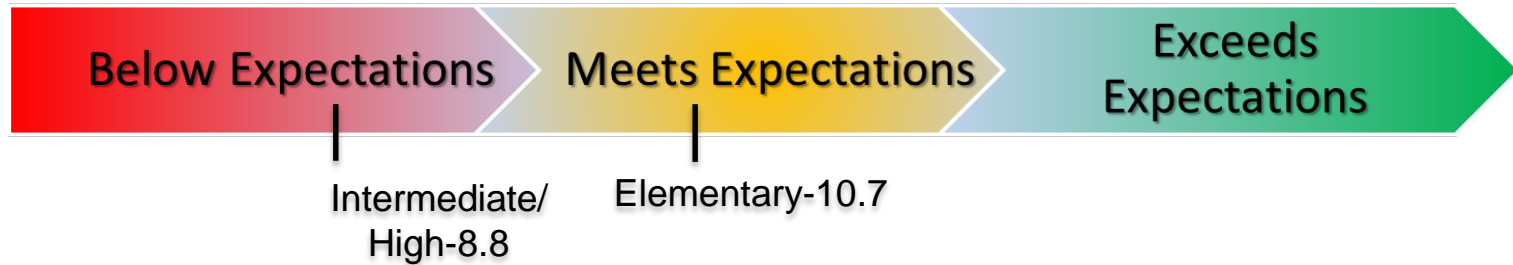 Below Expectations
Meets Expectations
Exceeds
Expectations
Intermediate/
High-8.8
Elementary-10.7